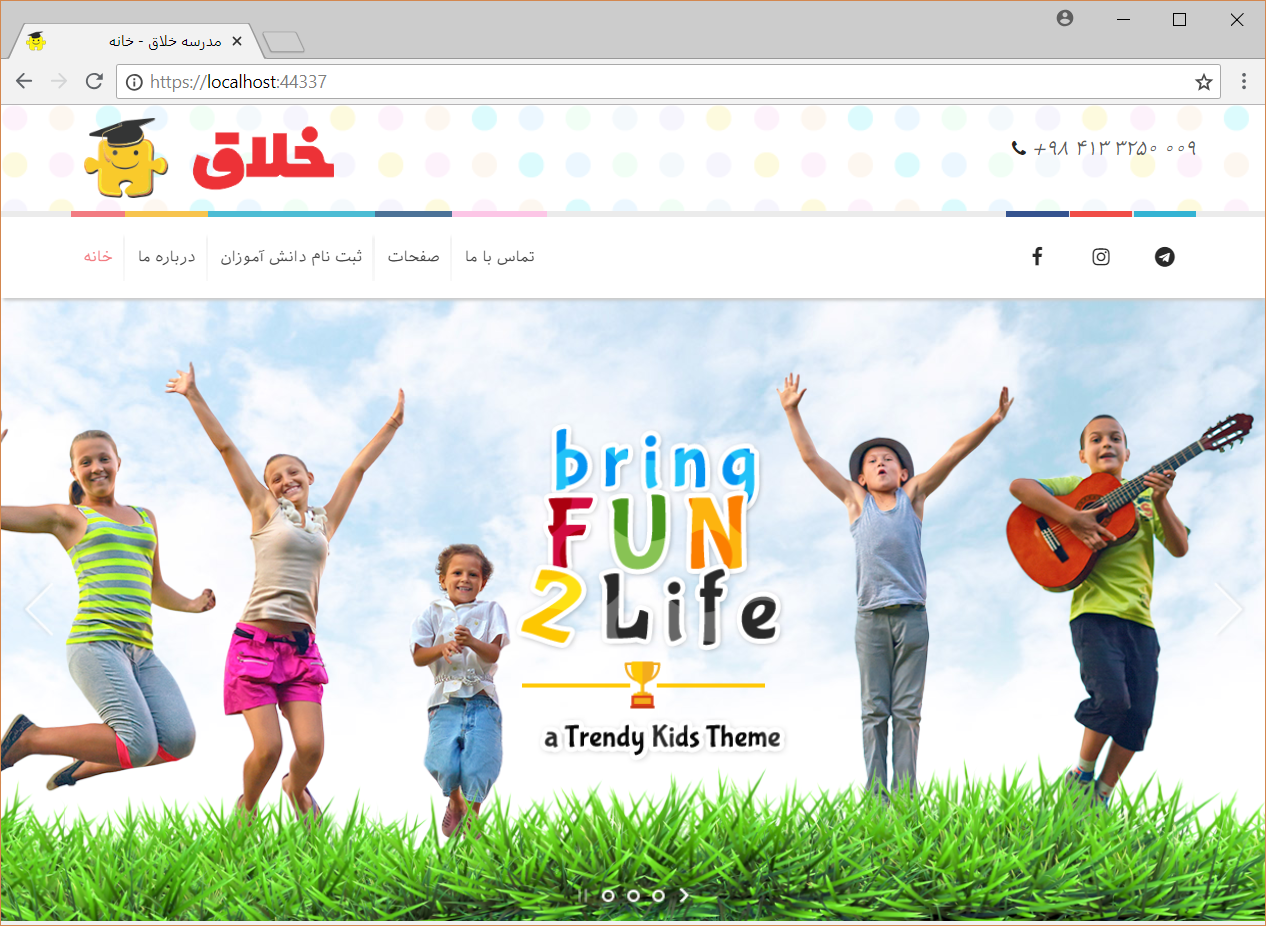 مدرسه خلاق - خانه
https://localhost:44337
خلاق
+۹۸ ۴۱۳ ۳۲۵۰ ۰۰۹
خانه
درباره ما
ثبت نام دانش آموزان
صفحات
تماس با ما
bring
FUN
2 Life
a Trendy Kids Theme